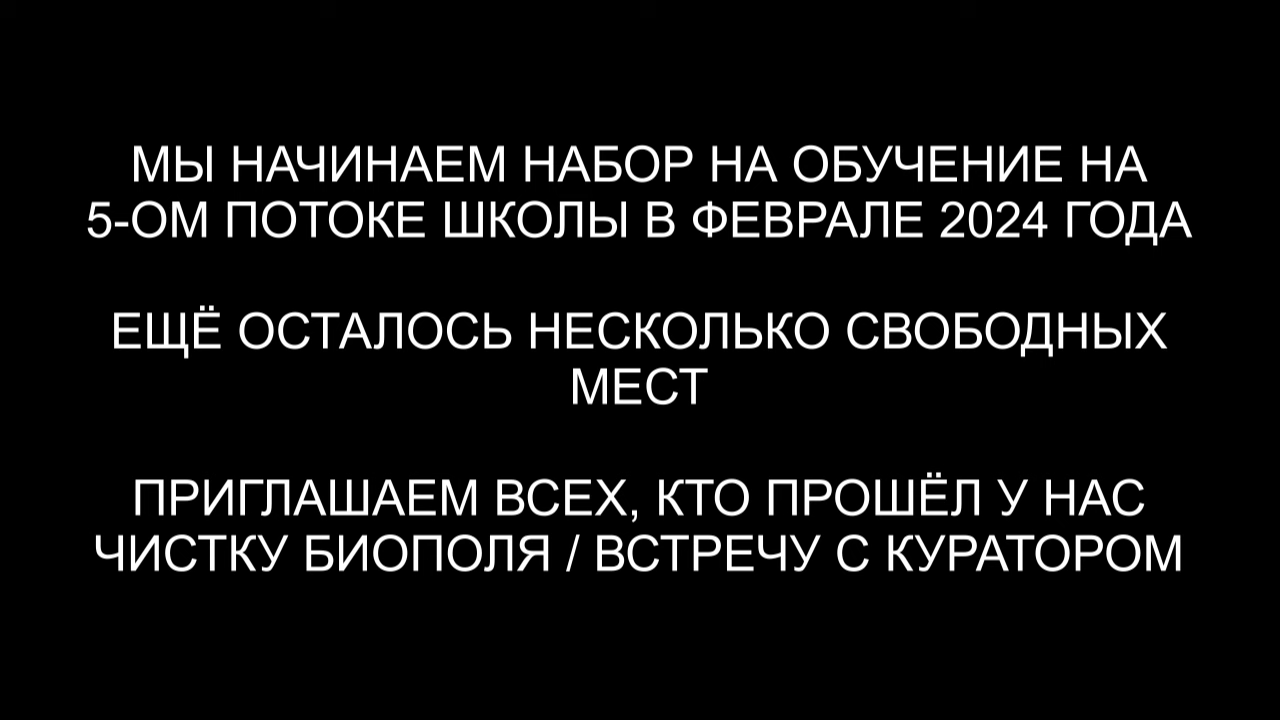 МЫ НАЧИНАЕМ НАБОР НА ОБУЧЕНИЕ НА
5-ОМ ПОТОКЕ ШКОЛЫ В ФЕВРАЛЕ 2024 ГОДА
ЕЩЁ ОСТАЛОСЬ НЕСКОЛЬКО СВОБОДНЫХ
МЕСТ
ПРИГЛАШАЕМ ВСЕХ, КТО ПРОШЁЛ У НАС
ЧИСТКУ БИОПОЛЯ / ВСТРЕЧУ С КУРАТОРОМ